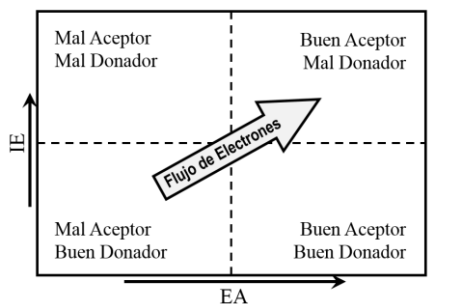 Mal Aceptor
Mal Donador
Buen Aceptor
Mal Donador
Flujo de Electrones
IE
Mal Aceptor
Buen Donador
Buen Aceptor
Buen Donador
EA